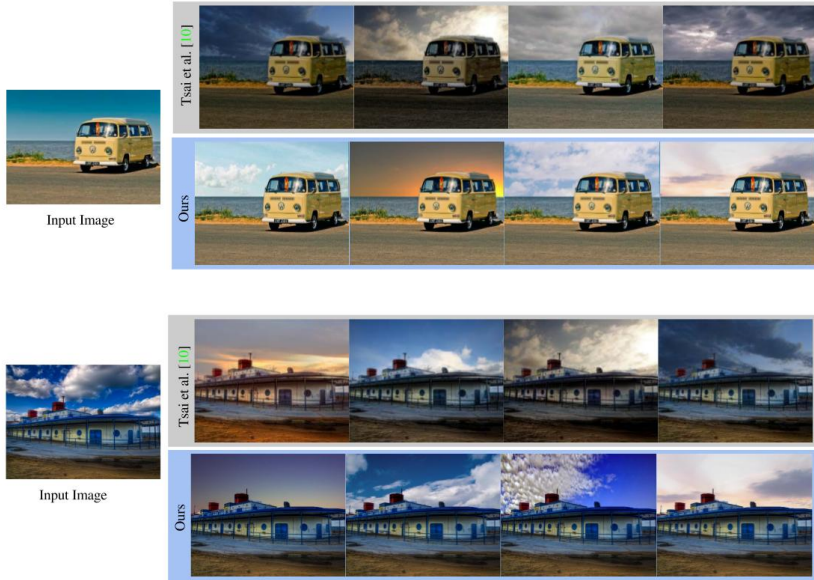 Tsai et al. [10]
Input Image
Ours
Tsai et al. [10]
Input Image
Ours